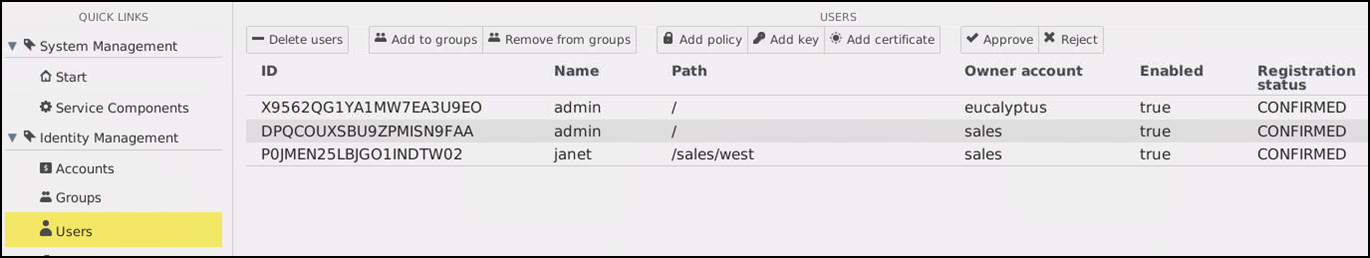 QUICK LINKS
System Management
Start
Service Components
Identity Management
Accounts
Groups
Users
USERS
Delete users Add to groups Remove from groups Add policy Add key Add certificate Approve Reject
ID Name Path Owner account Enabled Registration status
X9562QG1YA1MW7EA3U9EO admin / eucalyptus true CONFIRMED
DPQCOUXSBU9ZPMISN9FAA admin / sales true CONFIRMED
P0JMEN25LBJGO1INDTW02 janet /sales/west sales true CONFIRMED